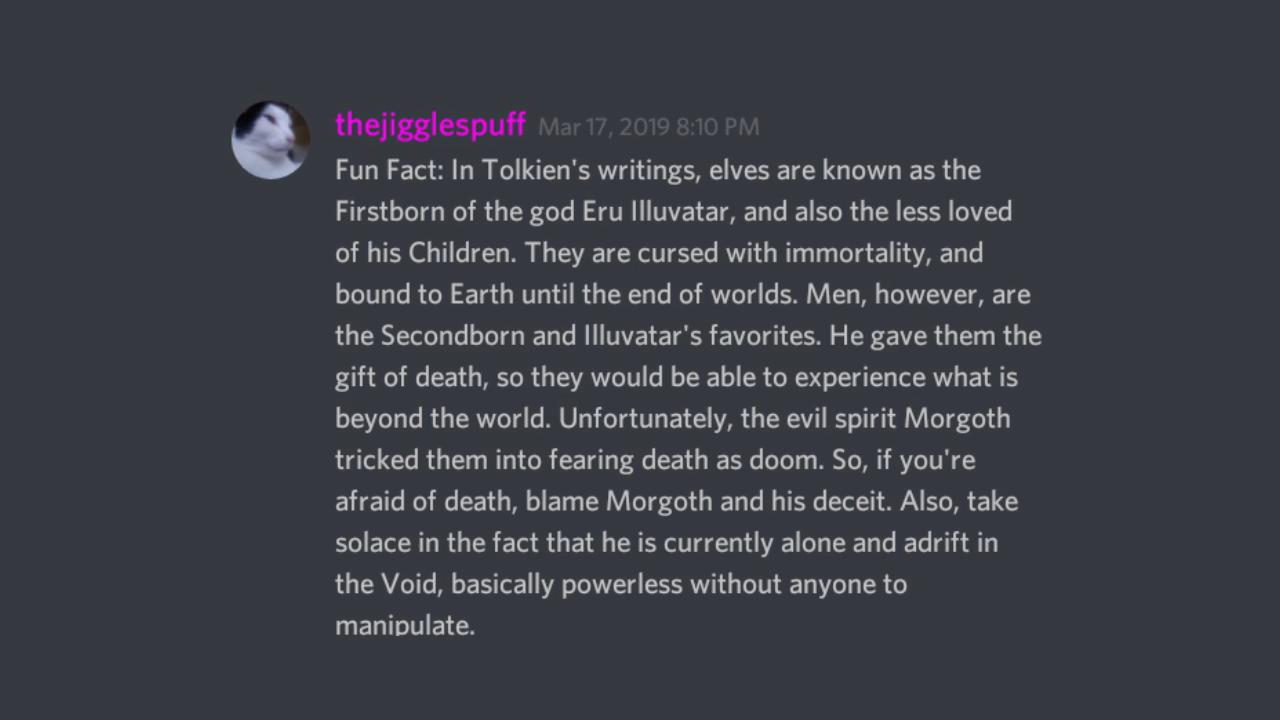 thejigglespuff Mar 17, 2019 8:10 PM
Fun Fact: In Tolkien's writings, elves are known as the
Firstborn of the god Eru Illuvatar, and also the less loved
of his Children. They are cursed with immortality, and
bound to Earth until the end of worlds. Men, however, are
the Secondborn and Illuvatar's favorites. He gave them the
gift of death, so they would be able to experience what is
beyond the world. Unfortunately, the evil spirit Morgoth
tricked them into fearing death as doom. So, if you're
afraid of death, blame Morgoth and his deceit. Also, take
solace in the fact that he is currently alone and adrift in
the Void, basically powerless without anyone to
manipulate.